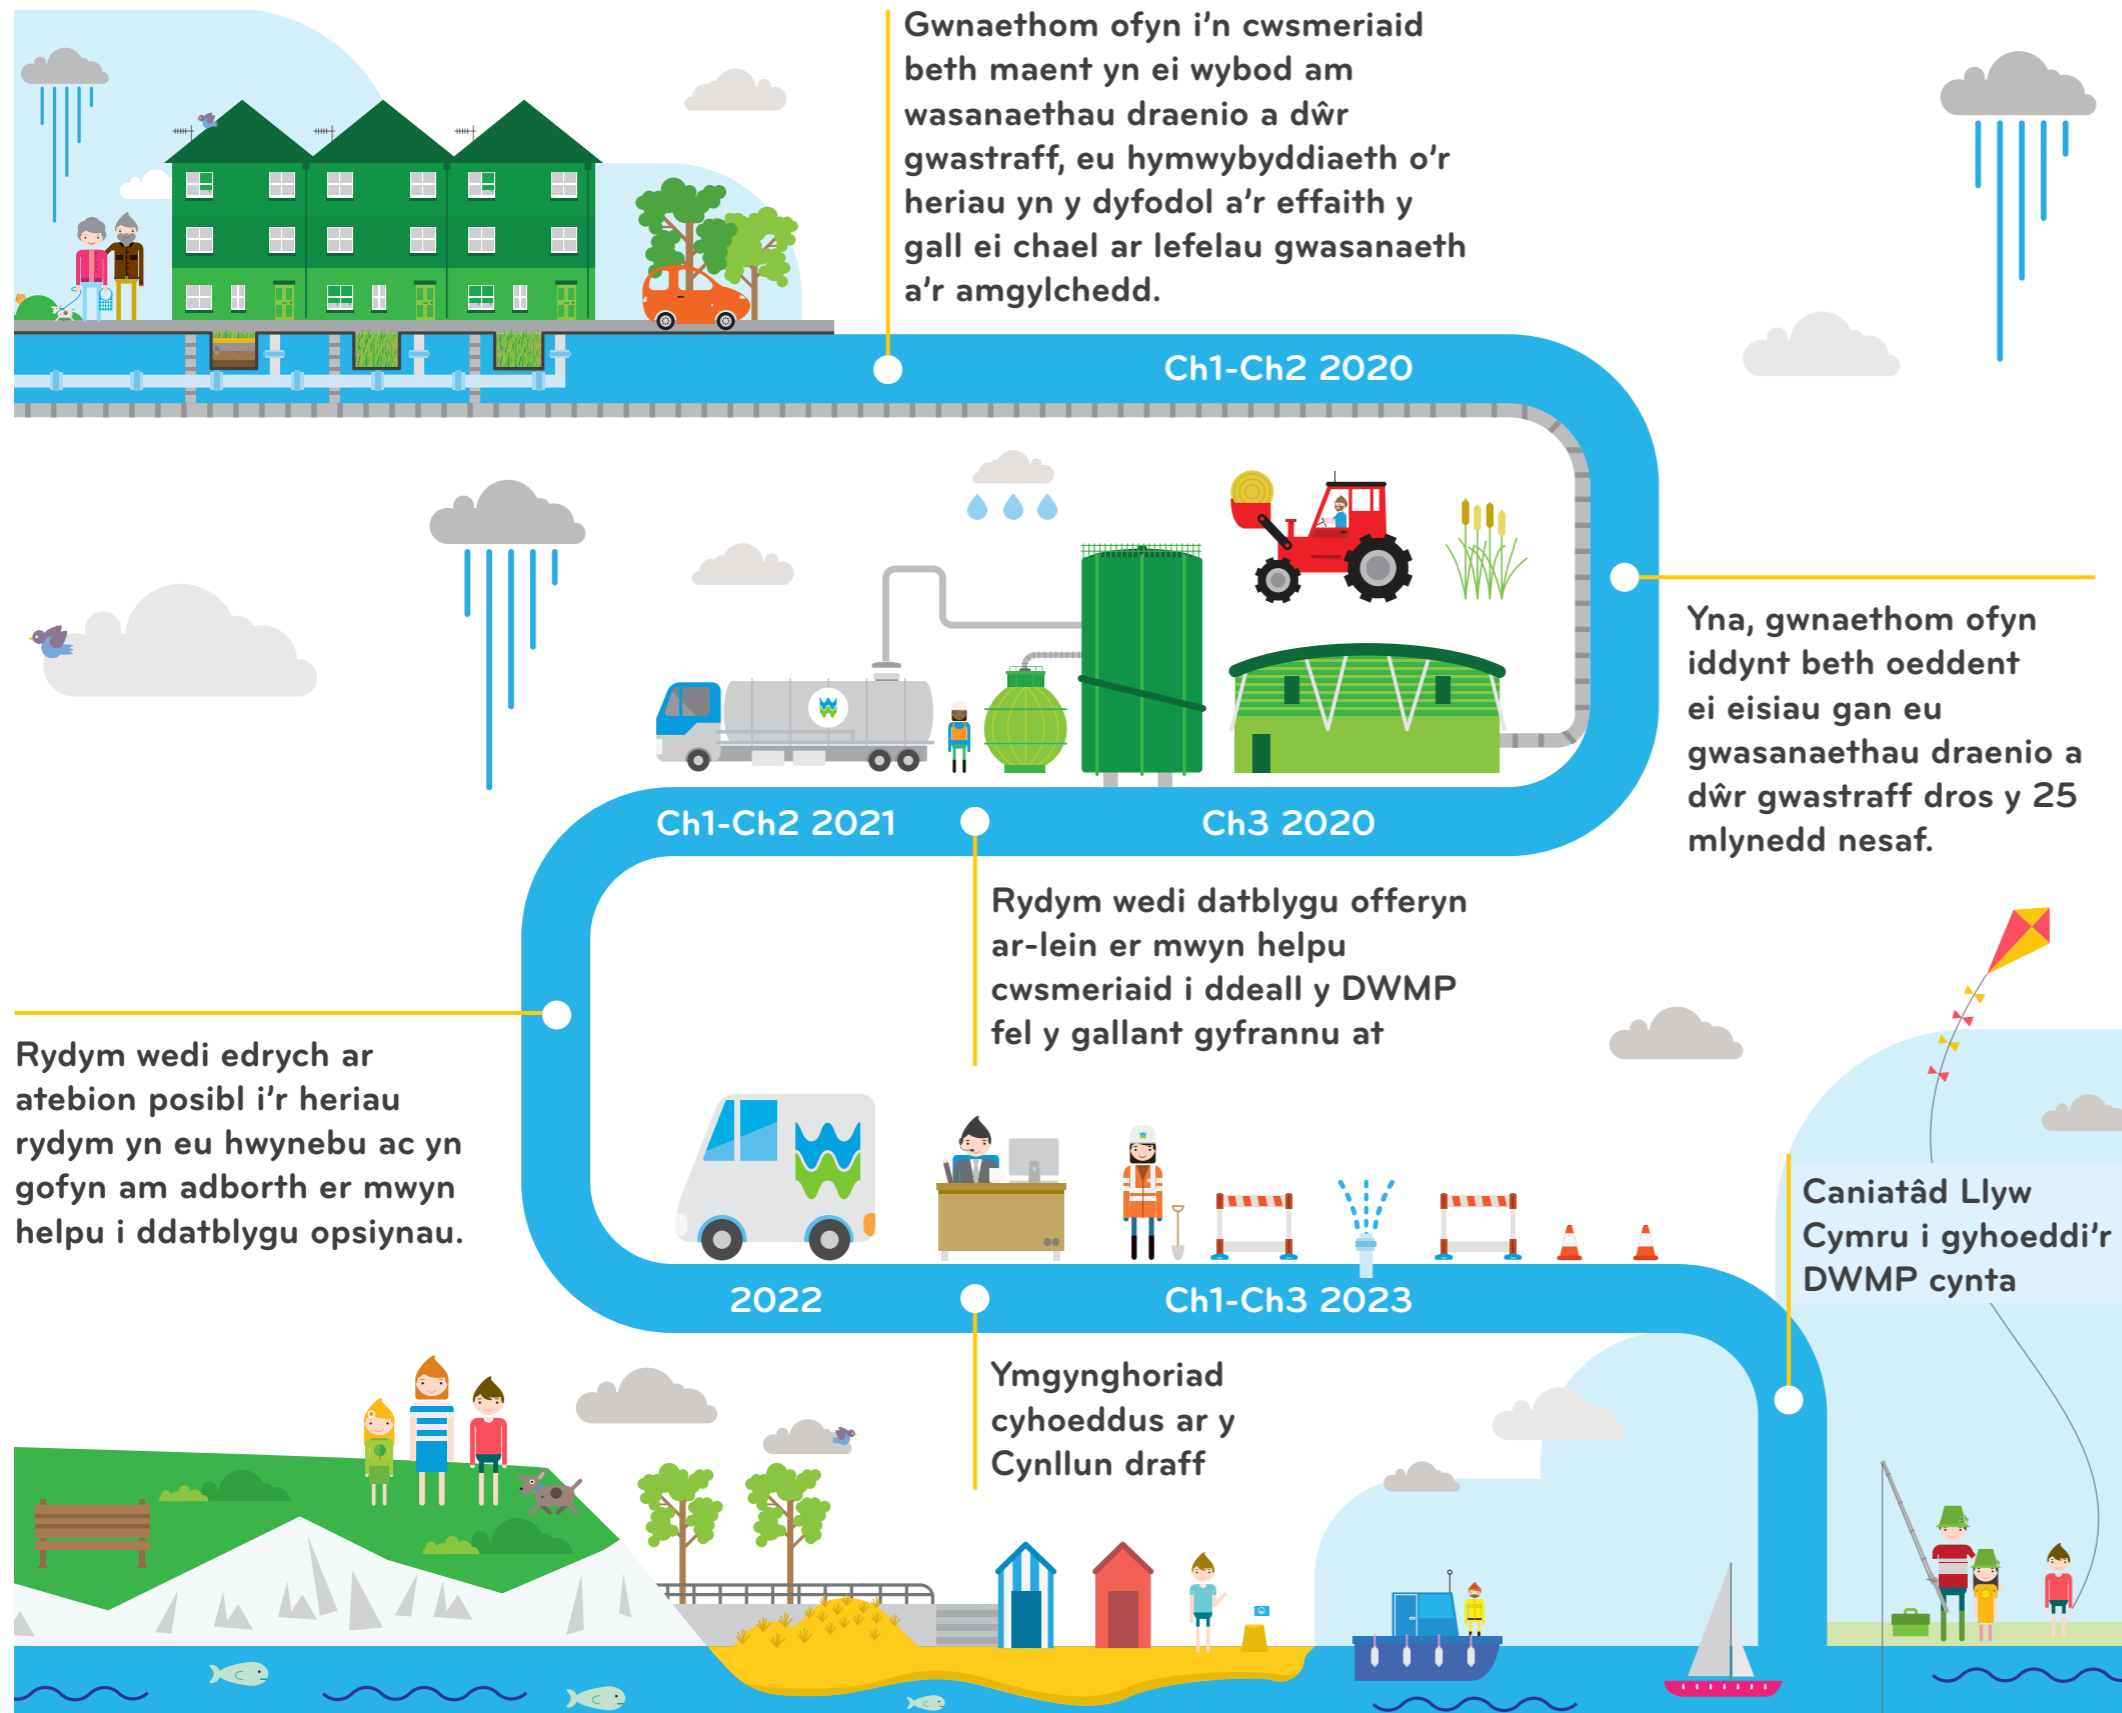 Gwnaethom ofyn i'n cwsmeriaid
beth maent yn ei wybod am
wasanaethau draenio a dŵr
gwastraff, eu hymwybyddiaeth o'r
heriau yn y dyfodol a'r effaith y
gall ei chael ar lefelau gwasanaeth
a'r amgylchedd.
Ch1-Ch2 2020
Yna, gwnaethom ofyn
iddynt beth oeddent
ei eisiau gan eu
gwasanaethau draenio a
dŵr gwastraff dros y 25
mlynedd nesaf.
Ch3 2020
Rydym wedi datblygu offeryn
ar-lein er mwyn helpu
cwsmeriaid i ddeall y DWMP
fel y gallant gyfrannu at
Ch1-Ch2 2021
Rydym wedi edrych ar
atebion posibl i'r heriau
rydym yn eu hwynebu ac yn
gofyn am adborth er mwyn
helpu i ddatblygu opsiynau.
2022
Ymgynghoriad
cyhoeddus ar y
Cynllun draff
Ch1-Ch3 2023
Caniatâd Llyw
Cymru i gyhoeddi'r
DWMP cynta